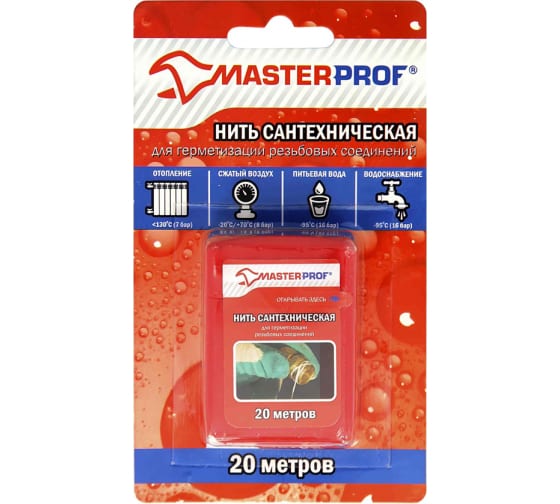 MASTERPROF®
НИТЬ САНТЕХНИЧЕСКАЯ
для герметизации резьбовых соединений
ОТОПЛЕНИЕ СЖАТЫЙ ВОЗДУХ ПИТЬЕВАЯ ВОДА ВОДОСНАБЖЕНИЕ
<130°C (7 бар) -20°C/+70°C (8 бар) -95°C (16 бар) -95°C (16 бар)
MASTERPROF®
ОТКРЫВАТЬ ЗДЕСЬ
НИТЬ САНТЕХНИЧЕСКАЯ
для герметизации
резьбовых соединений
20 метров
20 метров